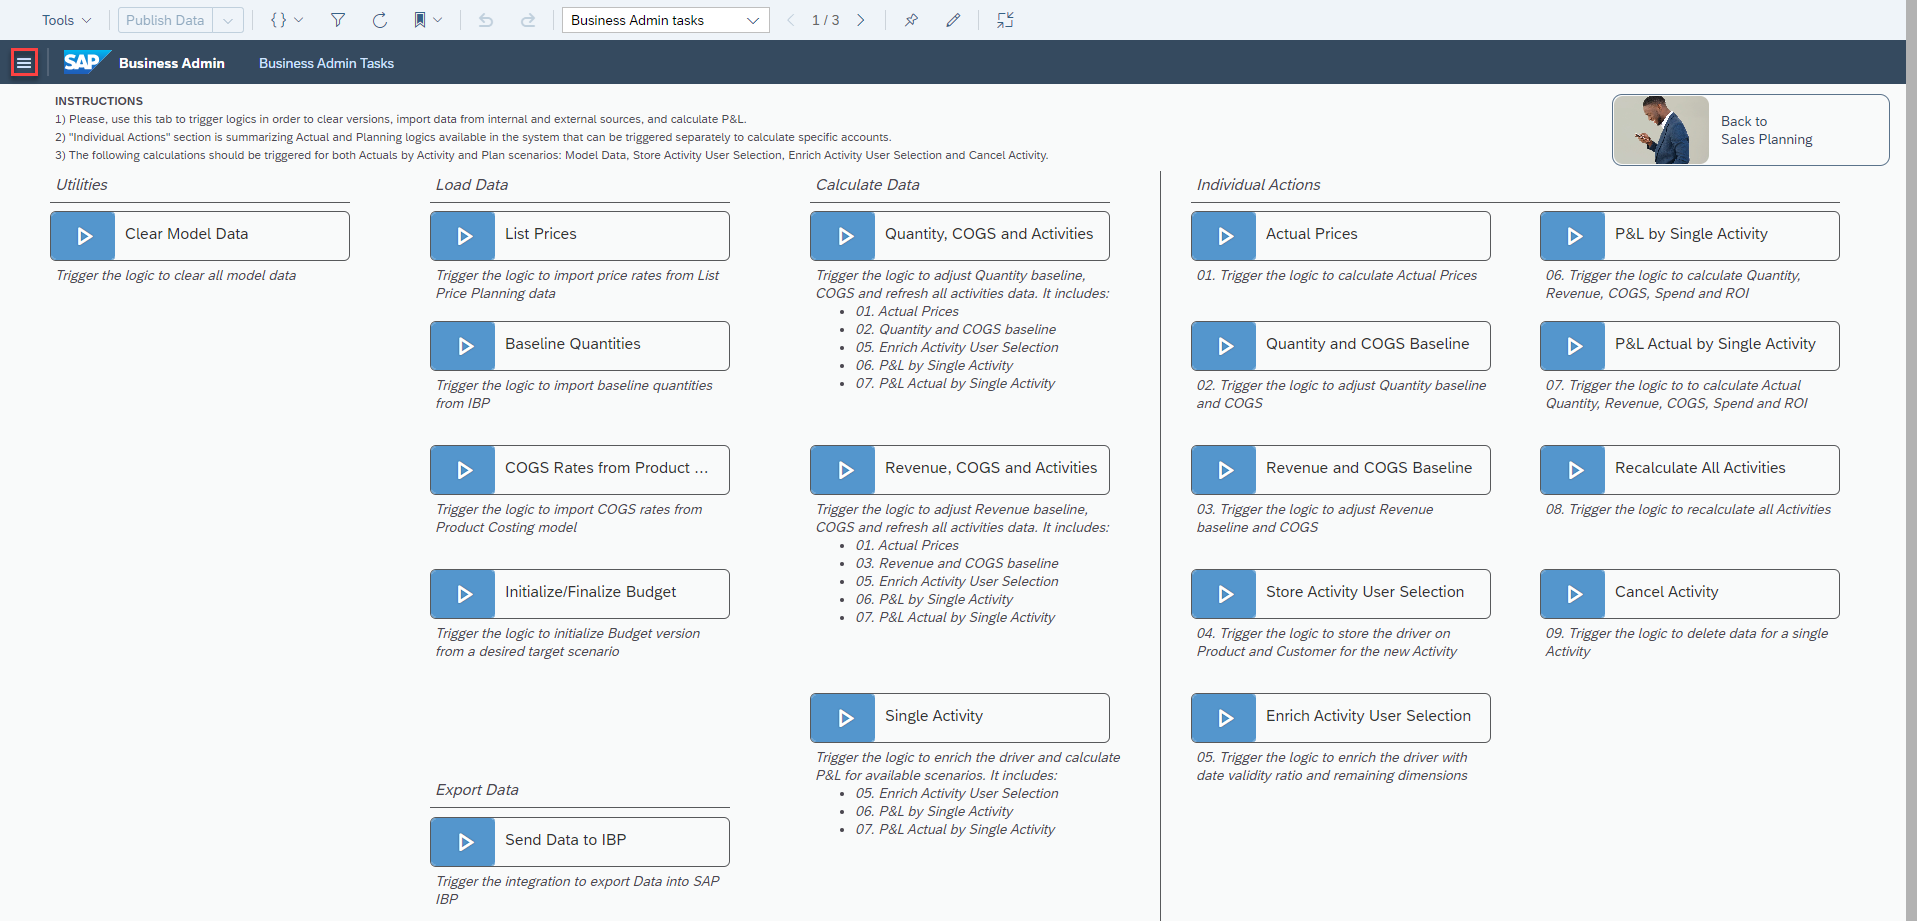 Tools
Publish Data
{ }
Business Admin tasks
1 / 3
SAP
Business Admin
Business Admin Tasks
INSTRUCTIONS
1) Please, use this tab to trigger logics in order to clear versions, import data from internal and external sources, and calculate P&L.
2) "Individual Actions" section is summarizing Actual and Planning logics available in the system that can be triggered separately to calculate specific accounts.
3) The following calculations should be triggered for both Actuals by Activity and Plan scenarios: Model Data, Store Activity User Selection, Enrich Activity User Selection and Cancel Activity.
Back to
Sales Planning
Utilities
Clear Model Data
Trigger the logic to clear all model data
Load Data
List Prices
Trigger the logic to import price rates from List
Price Planning data
Baseline Quantities
Trigger the logic to import baseline quantities
from IBP
COGS Rates from Product ...
Trigger the logic to import COGS rates from
Product Costing model
Initialize/Finalize Budget
Trigger the logic to initialize Budget version
from a desired target scenario
Export Data
Send Data to IBP
Trigger the integration to export Data into SAP
IBP
Calculate Data
Quantity, COGS and Activities
Trigger the logic to adjust Quantity baseline,
COGS and refresh all activities data. It includes:
• 01. Actual Prices
• 02. Quantity and COGS baseline
• 05. Enrich Activity User Selection
• 06. P&L by Single Activity
• 07. P&L Actual by Single Activity
Revenue, COGS and Activities
Trigger the logic to adjust Revenue baseline,
COGS and refresh all activities data. It includes:
• 01. Actual Prices
• 03. Revenue and COGS baseline
• 05. Enrich Activity User Selection
• 06. P&L by Single Activity
• 07. P&L Actual by Single Activity
Single Activity
Trigger the logic to enrich the driver and calculate
P&L for available scenarios. It includes:
• 05. Enrich Activity User Selection
• 06. P&L by Single Activity
• 07. P&L Actual by Single Activity
Individual Actions
Actual Prices
01. Trigger the logic to calculate Actual Prices
Quantity and COGS Baseline
02. Trigger the logic to adjust Quantity baseline
and COGS
Revenue and COGS Baseline
03. Trigger the logic to adjust Revenue
baseline and COGS
Store Activity User Selection
04. Trigger the logic to store the driver on
Product and Customer for the new Activity
Enrich Activity User Selection
05. Trigger the logic to enrich the driver with
date validity ratio and remaining dimensions
P&L by Single Activity
06. Trigger the logic to calculate Quantity,
Revenue, COGS, Spend and ROI
P&L Actual by Single Activity
07. Trigger the logic to to calculate Actual
Quantity, Revenue, COGS, Spend and ROI
Recalculate All Activities
08. Trigger the logic to recalculate all Activities
Cancel Activity
09. Trigger the logic to delete data for a single
Activity